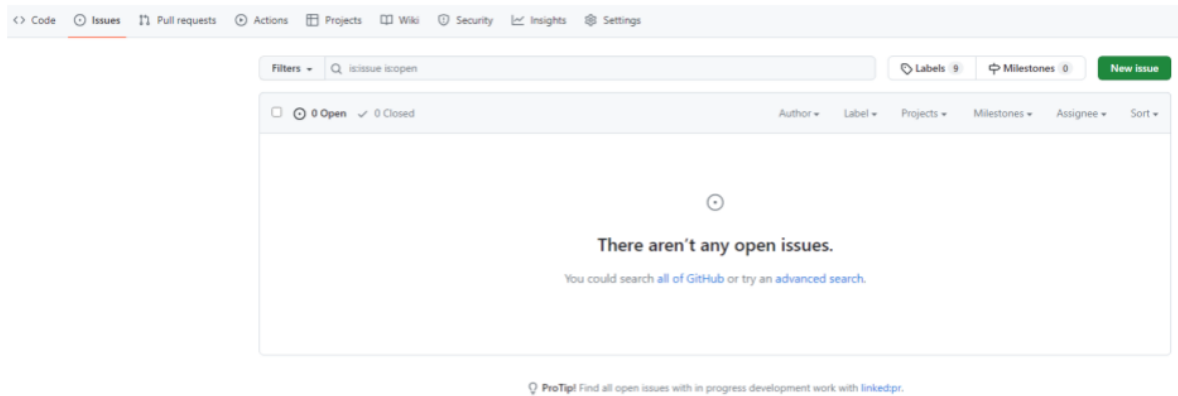 <> Code Issues Pull requests Actions Projects Wiki Security Insights Settings
Filters is:issue is:open Labels 9 Milestones 0 New issue
0 Open 0 Closed Author Label Projects Milestones Assignee Sort
There aren't any open issues.
You could search all of GitHub or try an advanced search.
ProTip! Find all open issues with in progress development work with linked:pr.